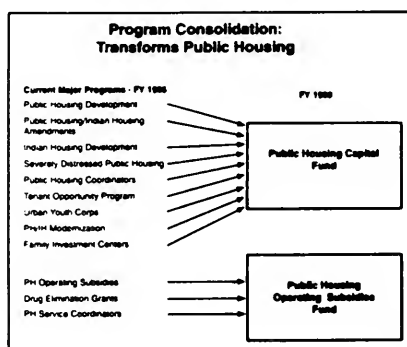 Program Consolidation:
Transforms Public Housing
Current Major Programs - FY 1995
FY 1996
Public Housing Development
Public Housing/Indian Housing
Amendments
Indian Housing Development
Severely Distressed Public Housing
Public Housing Coordinators
Tenant Opportunity Program
Urban Youth Corps
PH/IH Modernization
Family Investment Centers
Public Housing Capital
Fund
PH Operating Subsidies
Drug Elimination Grants
PH Service Coordinators
Public Housing
Operating Subsidies
Fund